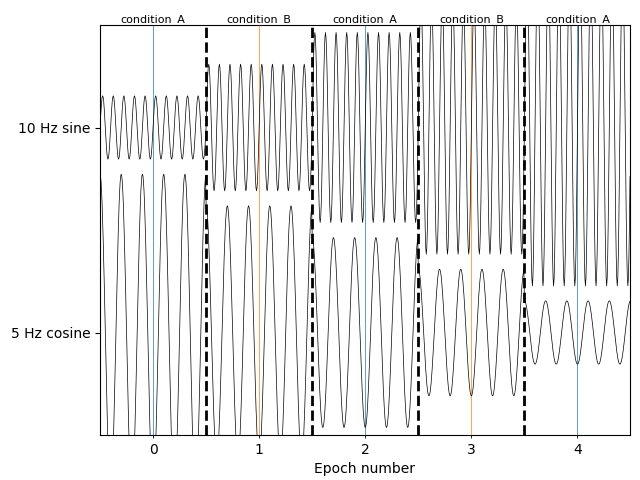 condition_A condition_B condition_A condition_B condition_A
10 Hz sine
5 Hz cosine
0 1 2 3 4
Epoch number